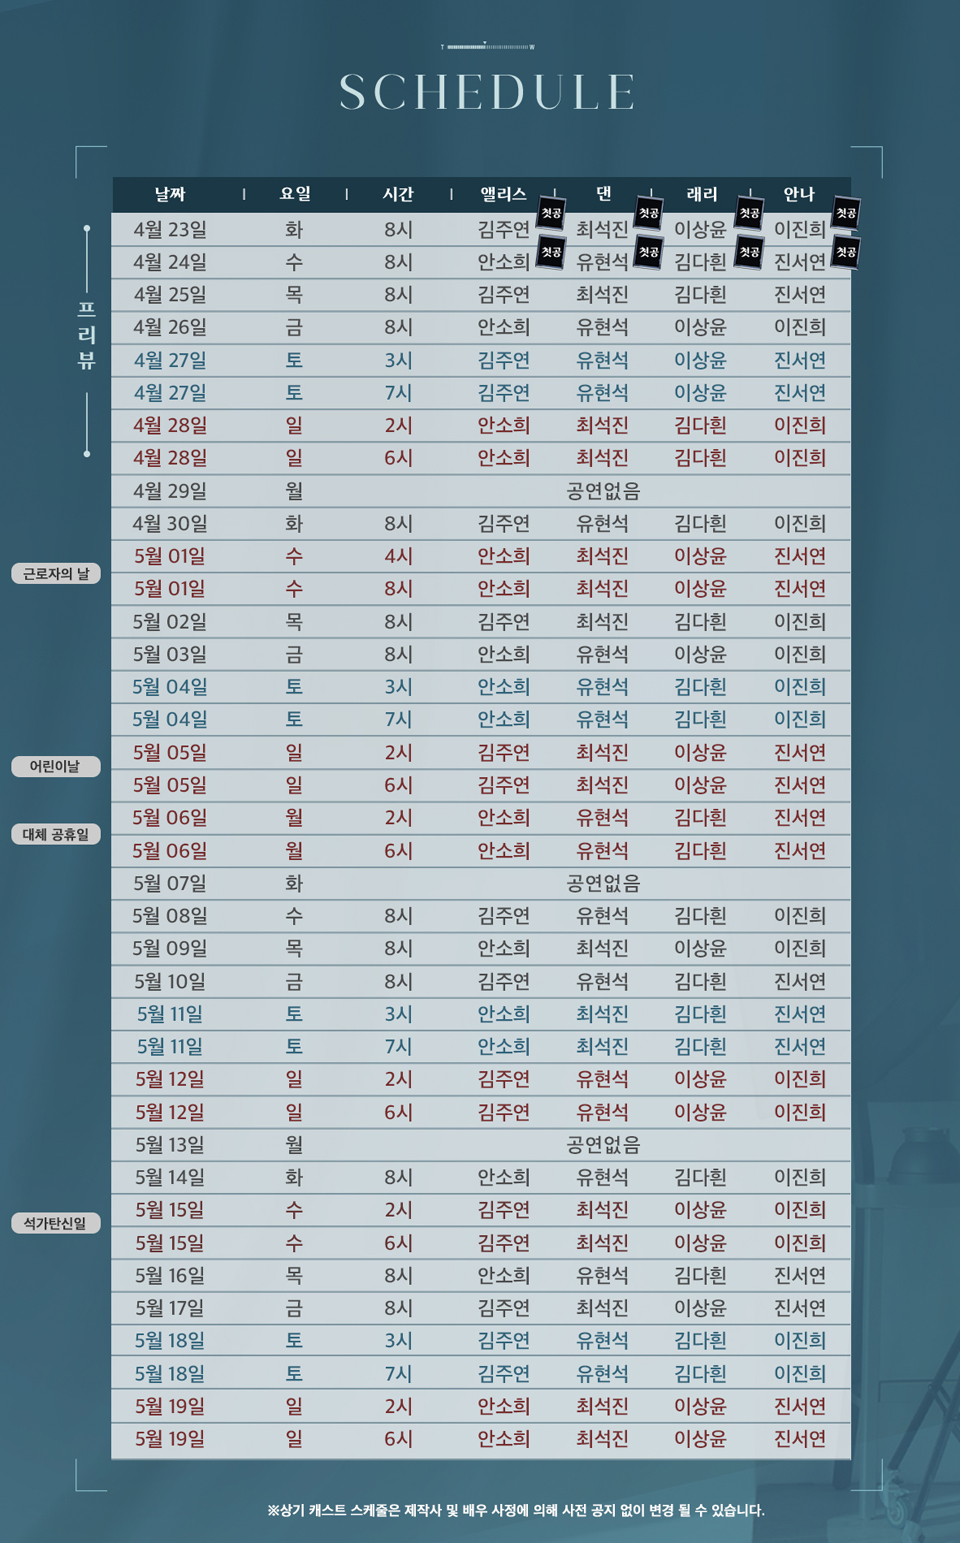 T W
SCHEDULE
날짜 | 요일 | 시간 | 앨리스 | 댄 | 래리 | 안나
첫공 첫공 첫공 첫공
4월 23일 화 8시 김주연 최석진 이상윤 이진희
첫공 첫공 첫공 첫공
4월 24일 수 8시 안소희 유현석 김다흰 진서연
4월 25일 목 8시 김주연 최석진 김다흰 진서연
프리뷰
4월 26일 금 8시 안소희 유현석 이상윤 이진희
4월 27일 토 3시 김주연 유현석 이상윤 진서연
4월 27일 토 7시 김주연 유현석 이상윤 진서연
4월 28일 일 2시 안소희 최석진 김다흰 이진희
4월 28일 일 6시 안소희 최석진 김다흰 이진희
4월 29일 월 공연없음
4월 30일 화 8시 김주연 유현석 김다흰 이진희
5월 01일 수 4시 안소희 최석진 이상윤 진서연
근로자의 날
5월 01일 수 8시 안소희 최석진 이상윤 진서연
5월 02일 목 8시 김주연 최석진 김다흰 이진희
5월 03일 금 8시 안소희 유현석 이상윤 이진희
5월 04일 토 3시 안소희 유현석 김다흰 이진희
5월 04일 토 7시 안소희 유현석 김다흰 이진희
5월 05일 일 2시 김주연 최석진 이상윤 진서연
어린이날
5월 05일 일 6시 김주연 최석진 이상윤 진서연
5월 06일 월 2시 안소희 유현석 김다흰 진서연
대체 공휴일
5월 06일 월 6시 안소희 유현석 김다흰 진서연
5월 07일 화 공연없음
5월 08일 수 8시 김주연 유현석 김다흰 이진희
5월 09일 목 8시 안소희 최석진 이상윤 이진희
5월 10일 금 8시 김주연 유현석 김다흰 진서연
5월 11일 토 3시 안소희 최석진 김다흰 진서연
5월 11일 토 7시 안소희 최석진 김다흰 진서연
5월 12일 일 2시 김주연 유현석 이상윤 이진희
5월 12일 일 6시 김주연 유현석 이상윤 이진희
5월 13일 월 공연없음
5월 14일 화 8시 안소희 유현석 김다흰 이진희
5월 15일 수 2시 김주연 최석진 이상윤 이진희
석가탄신일
5월 15일 수 6시 김주연 최석진 이상윤 이진희
5월 16일 목 8시 안소희 유현석 김다흰 진서연
5월 17일 금 8시 김주연 최석진 이상윤 진서연
5월 18일 토 3시 김주연 유현석 김다흰 이진희
5월 18일 토 7시 김주연 유현석 김다흰 이진희
5월 19일 일 2시 안소희 최석진 이상윤 진서연
5월 19일 일 6시 안소희 최석진 이상윤 진서연
※상기 캐스트 스케줄은 제작사 및 배우 사정에 의해 사전 공지 없이 변경 될 수 있습니다.